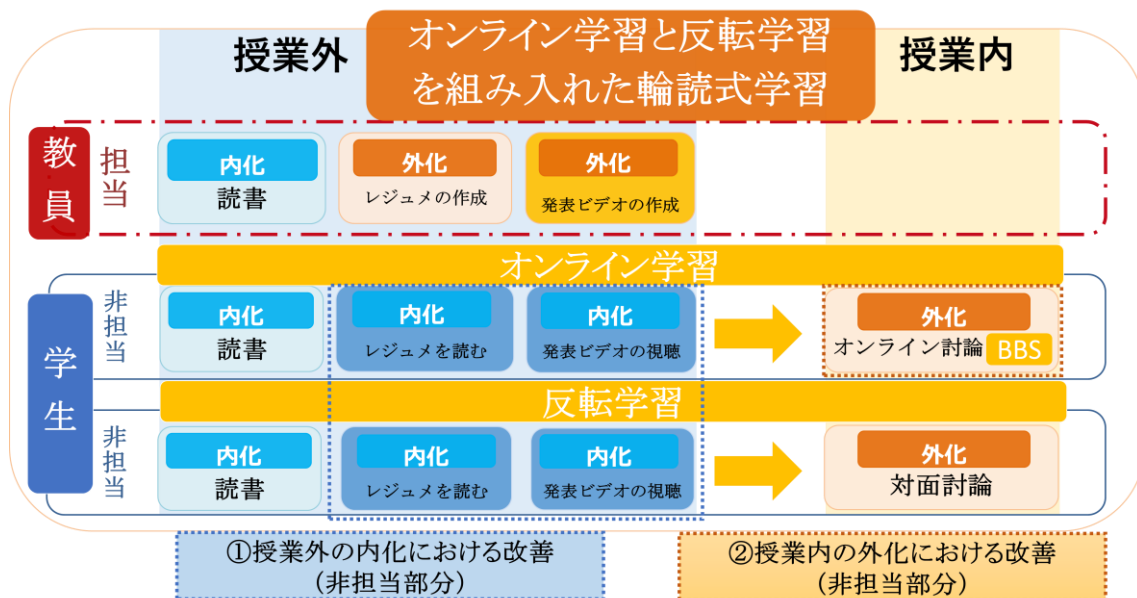 授業外
オンライン学習と反転学習
を組み入れた輪読式学習
授業内
教員
担当
内化
読書
外化
レジュメの作成
外化
発表ビデオの作成
オンライン学習
学生
非担当
内化
読書
内化
レジュメを読む
内化
発表ビデオの視聴
外化
オンライン討論 BBS
反転学習
非担当
内化
読書
内化
レジュメを読む
内化
発表ビデオの視聴
外化
対面討論
①授業外の内化における改善
(非担当部分)
②授業内の外化における改善
(非担当部分)